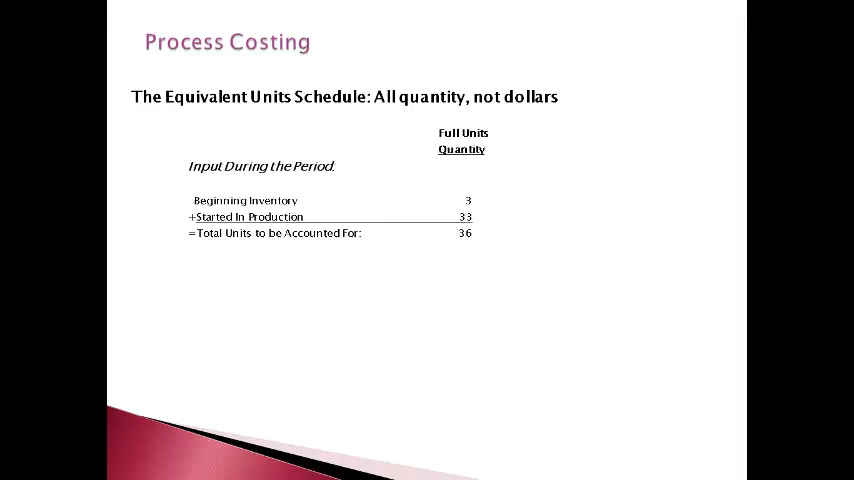 Process Costing
The Equivalent Units Schedule: All quantity, not dollars
Full Units
Quantity
Input During the Period:
Beginning Inventory 3
+Started In Production 33
=Total Units to be Accounted For: 36